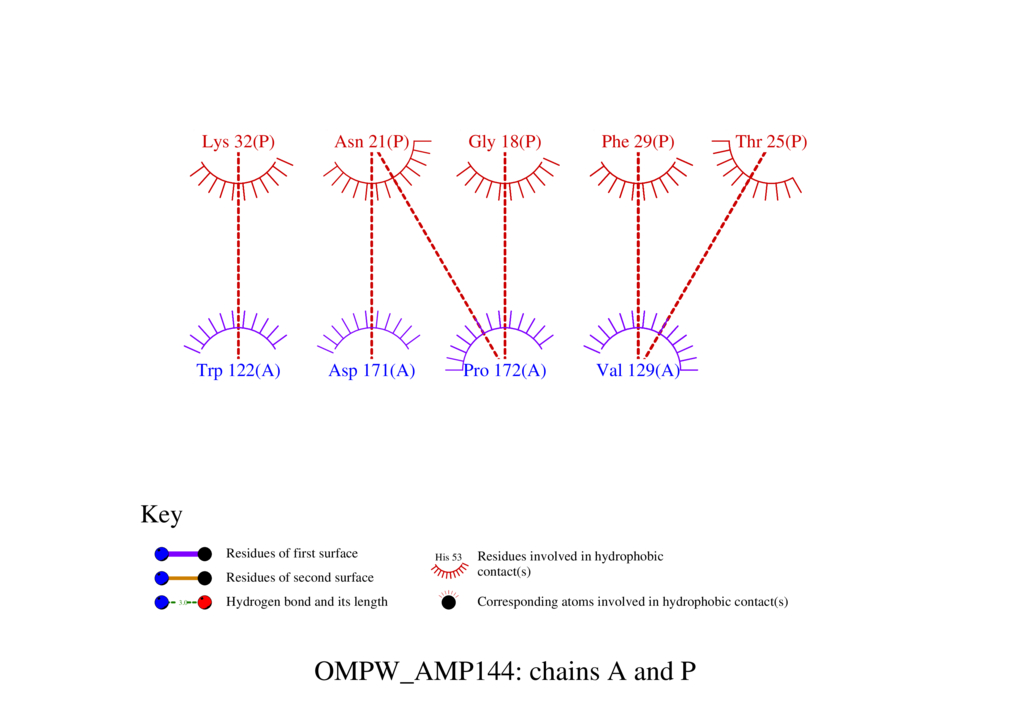 Lys 32(P) Asn 21(P) Gly 18(P) Phe 29(P) Thr 25(P)
Trp 122(A) Asp 171(A) Pro 172(A) Val 129(A)
Key
Residues of first surface
Residues of second surface
3.0
Hydrogen bond and its length
His 53
Residues involved in hydrophobic
contact(s)
Corresponding atoms involved in hydrophobic contact(s)
OMPW_AMP144: chains A and P